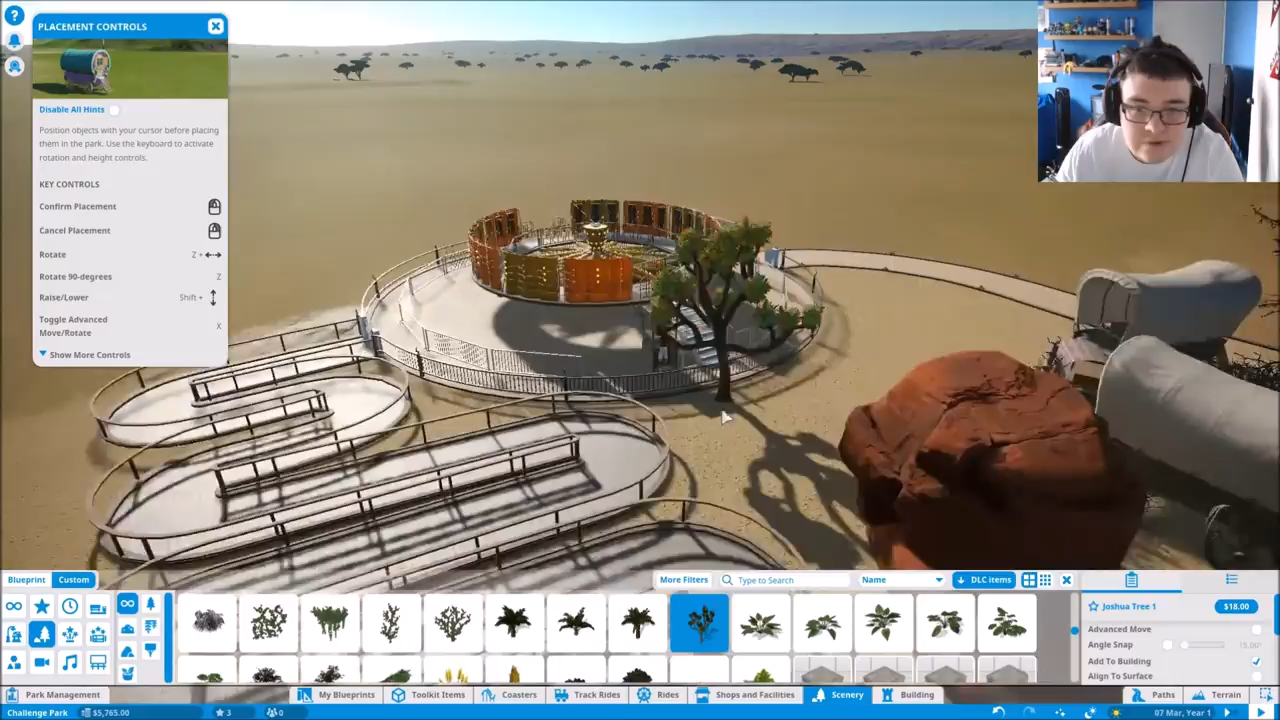 ?
PLACEMENT CONTROLS
Disable All Hints
Position objects with your cursor before placing
them in the park. Use the keyboard to activate
rotation and height controls.
KEY CONTROLS
Confirm Placement
Cancel Placement
Rotate Z +
Rotate 90-degrees Z
Raise/Lower Shift +
Toggle Advanced
Move/Rotate X
Show More Controls
Blueprint Custom More Filters Type to Search Name DLC items
Joshua Tree 1 $18.00
Advanced Move
Angle Snap 15.00°
Add To Building
Align To Surface
Park Management My Blueprints Toolkit Items Coasters Track Rides Rides Shops and Facilities Scenery Building Paths Terrain
Challenge Park $5,765.00 3 0 07 Mar, Year 1